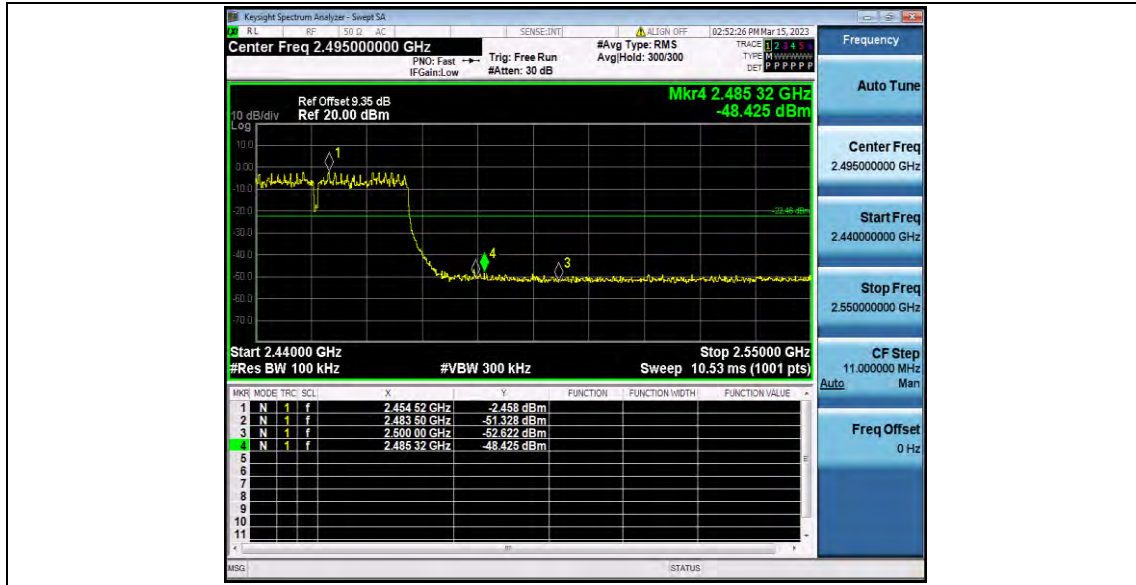 Keysight Spectrum Analyzer - Swept SA
RL RF 50 Ω AC SENSE:INT ALIGN OFF 02:52:26 PM Mar 15, 2023
Center Freq 2.495000000 GHz #Avg Type: RMS TRACE 1 2 3 4 5 6
PNO: Fast Trig: Free Run Avg|Hold: 300/300 TYPE M WWWWW
IFGain:Low #Atten: 30 dB DET P P P P P P
Frequency
Auto Tune
Mkr4 2.485 32 GHz
-48.425 dBm
Ref Offset 9.35 dB
10 dB/div Ref 20.00 dBm
Log
10.0
0.00
-10.0
-20.0
-30.0
-40.0
-50.0
-60.0
-70.0
1
4
3
-22.46 dBm
Center Freq
2.495000000 GHz
Start Freq
2.440000000 GHz
Stop Freq
2.550000000 GHz
CF Step
11.000000 MHz
Auto Man
Freq Offset
0 Hz
Start 2.44000 GHz Stop 2.55000 GHz
#Res BW 100 kHz #VBW 300 kHz Sweep 10.53 ms (1001 pts)
MKR MODE TRC SCL X Y FUNCTION FUNCTION WIDTH FUNCTION VALUE
1 N 1 f 2.454 52 GHz -2.458 dBm
2 N 1 f 2.483 50 GHz -51.328 dBm
3 N 1 f 2.500 00 GHz -52.622 dBm
4 N 1 f 2.485 32 GHz -48.425 dBm
5
6
7
8
9
10
11
MSG STATUS